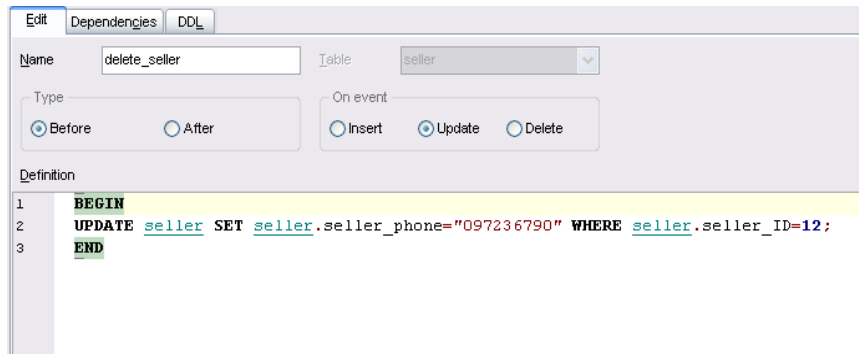 Edit Dependencies DDL
Name delete_seller Table seller
Type On event
Before After Insert Update Delete
Definition
1 BEGIN
2 UPDATE seller SET seller.seller_phone="097236790" WHERE seller.seller_ID=12;
3 END